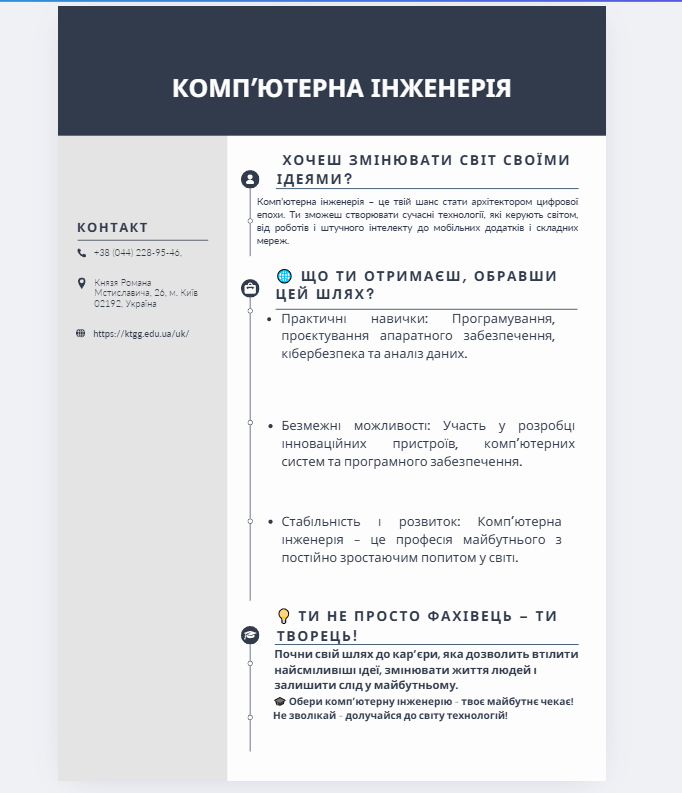 КОМП’ЮТЕРНА ІНЖЕНЕРІЯ
КОНТАКТ
+38 (044) 228-95-46,
Князя Романа
Мстиславича, 26, м. Київ
02192. Україна
https://ktgg.edu.ua/uk/
ХОЧЕШ ЗМІНЮВАТИ СВІТ СВОЇМИ
ІДЕЯМИ?
Комп’ютерна інженерія – це твій шанс стати архітектором цифрової
епохи. Ти зможеш створювати сучасні технології, які керують світом,
від роботів і штучного інтелекту до мобільних додатків і складних
мереж.
🌐 ЩО ТИ ОТРИМАЄШ, ОБРАВШИ
ЦЕЙ ШЛЯХ?
• Практичні навички: Програмування,
проєктування апаратного забезпечення,
кібербезпека та аналіз даних.
• Безмежні можливості: Участь у розробці
інноваційних пристроїв, комп’ютерних
систем та програмного забезпечення.
• Стабільність і розвиток: Комп’ютерна
інженерія – це професія майбутнього з
постійно зростаючим попитом у світі.
💡 ТИ НЕ ПРОСТО ФАХІВЕЦЬ – ТИ
ТВОРЕЦЬ!
Почни свій шлях до кар’єри, яка дозволить втілити
найсміливіші ідеї, змінювати життя людей і
залишити слід у майбутньому.
🎓 Обери комп’ютерну інженерію – твоє майбутнє чекає!
Не зволікай – долучайся до світу технологій!